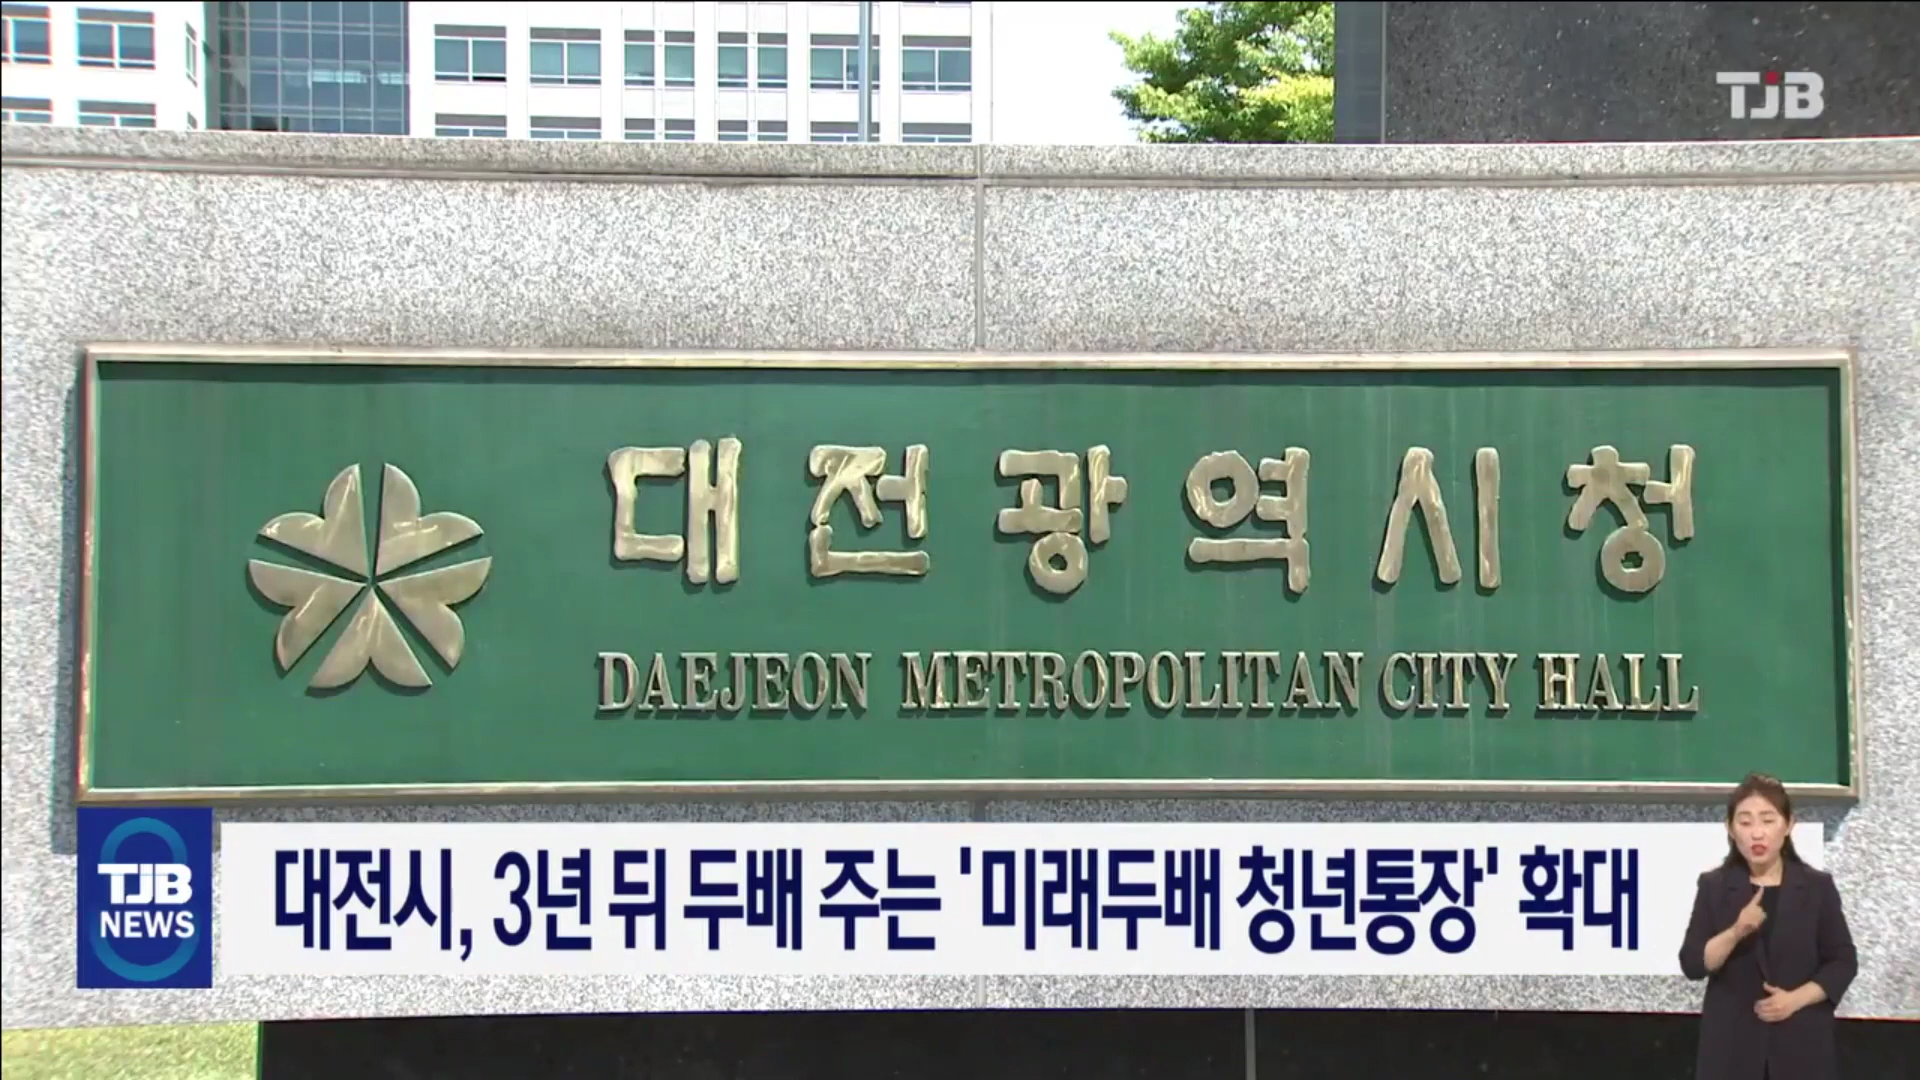 TJB
대전광역시청
DAEJEON METROPOLITAN CITY HALL
TJB
NEWS
대전시, 3년 뒤 두배 주는 '미래두배 청년통장' 확대